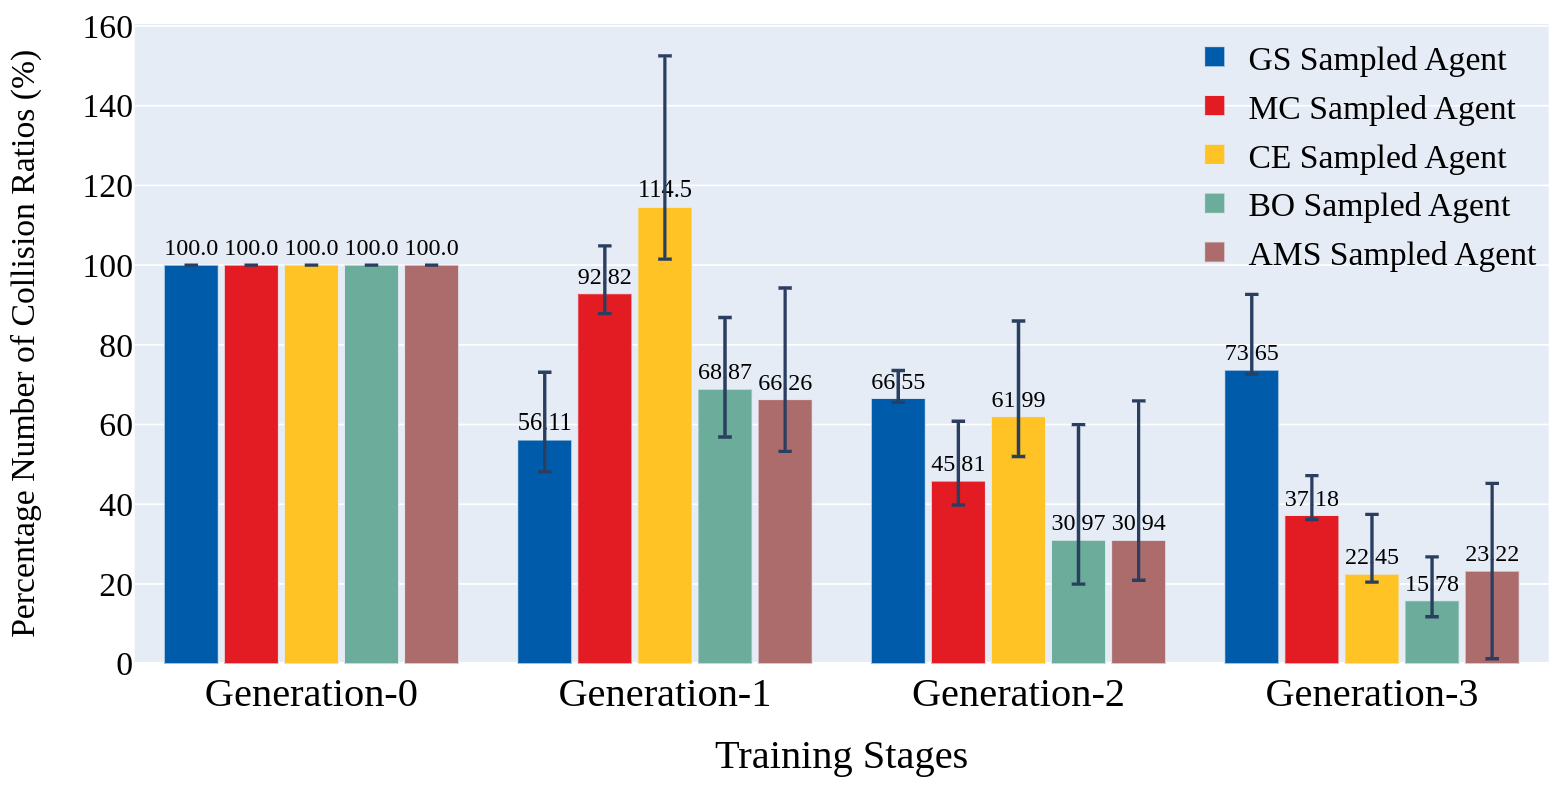 Percentage Number of Collision Ratios (%)
160
140
120
100
80
60
40
20
0
GS Sampled Agent
MC Sampled Agent
CE Sampled Agent
BO Sampled Agent
AMS Sampled Agent
100.0 100.0 100.0 100.0 100.0
56.11 92.82 114.5 68.87 66.26
66.55 45.81 61.99 30.97 30.94
73.65 37.18 22.45 15.78 23.22
Generation-0 Generation-1 Generation-2 Generation-3
Training Stages